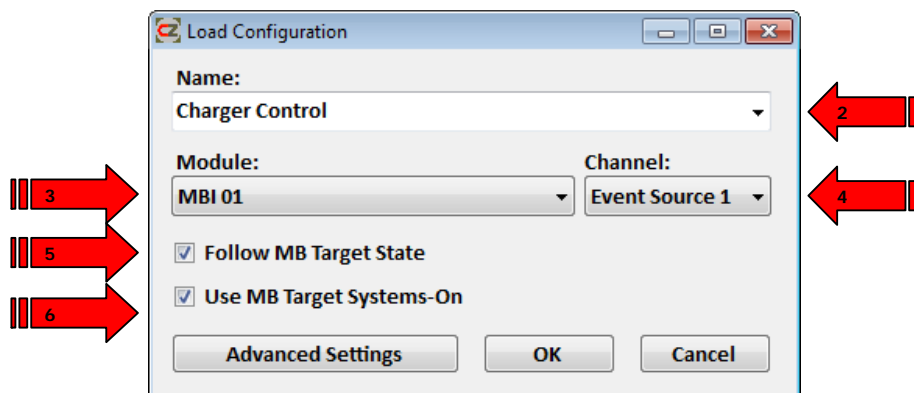 CZ Load Configuration
Name:
Charger Control
2
Module: Channel:
3
MBI 01 Event Source 1
4
5
Follow MB Target State
6
Use MB Target Systems-On
Advanced Settings OK Cancel